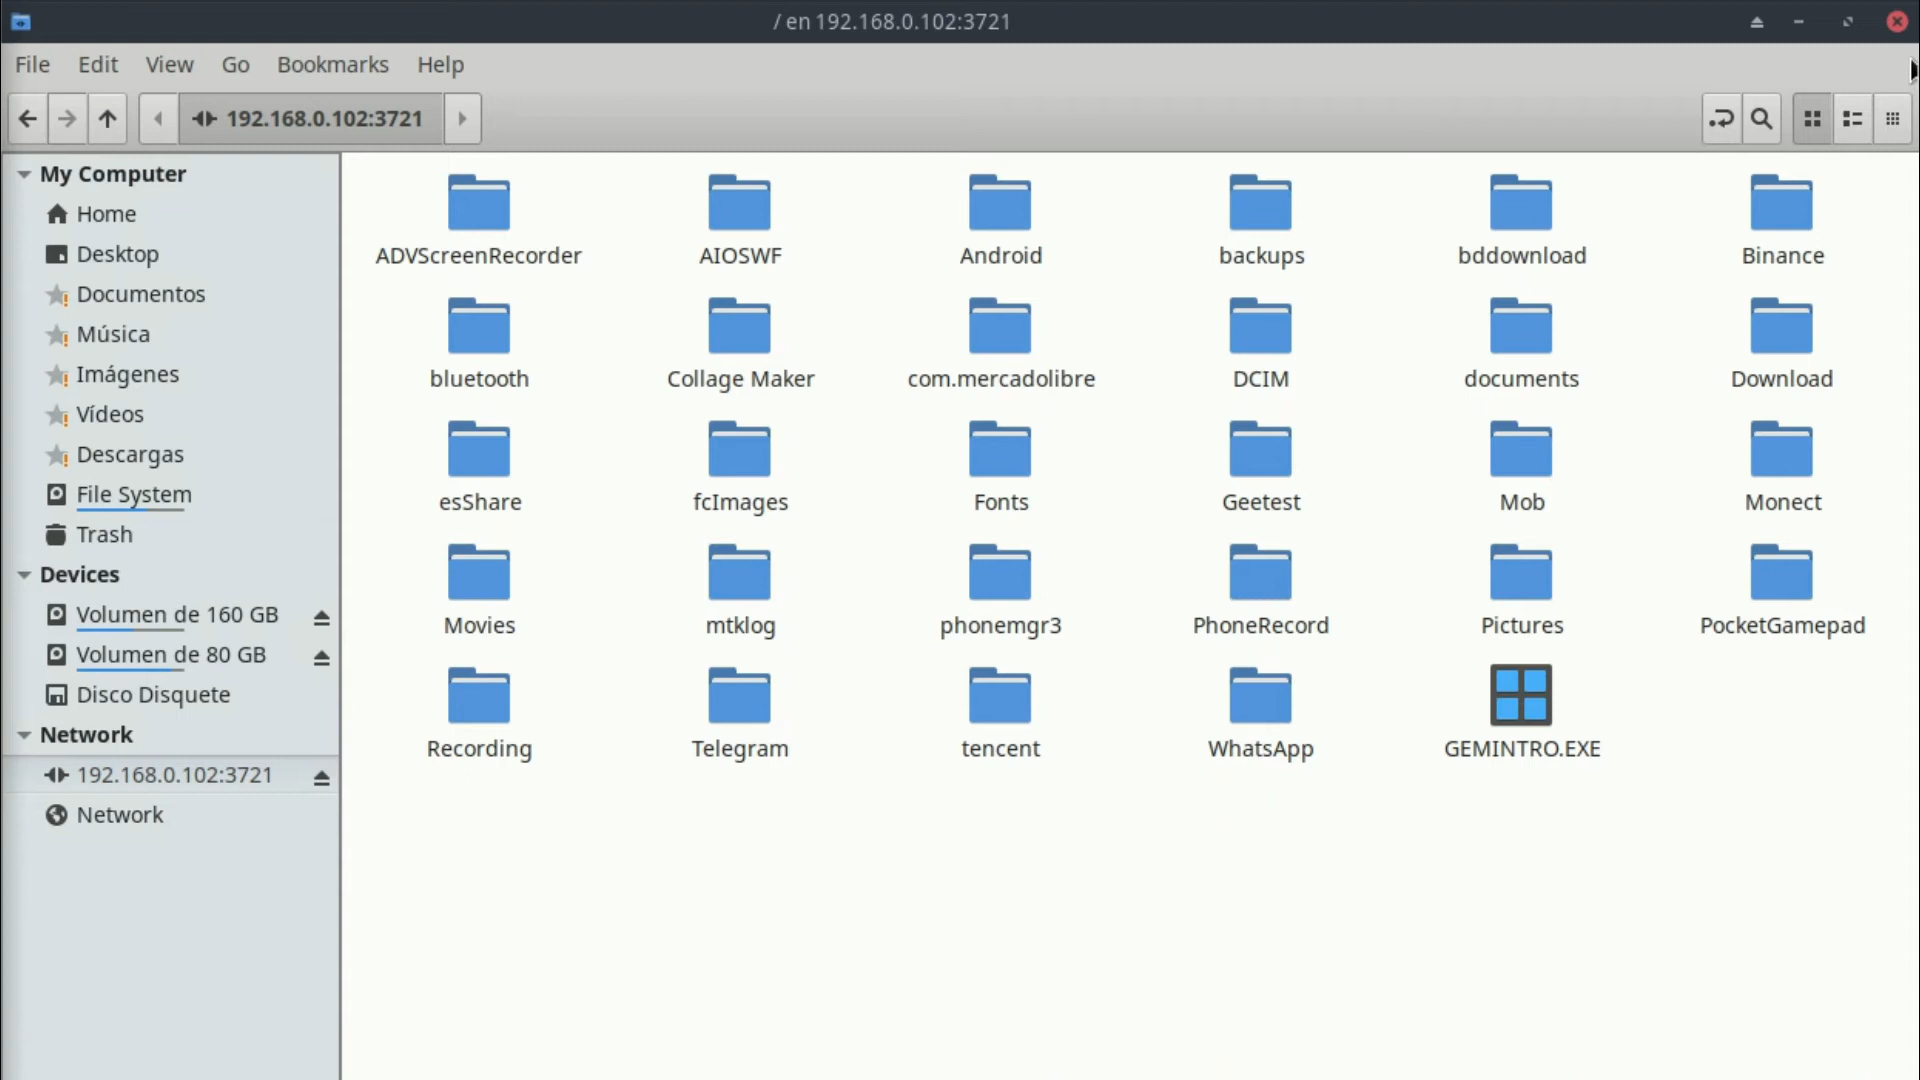 / en 192.168.0.102:3721
File Edit View Go Bookmarks Help
192.168.0.102:3721
My Computer
Home
Desktop
Documentos
Música
Imágenes
Vídeos
Descargas
File System
Trash
Devices
Volumen de 160 GB
Volumen de 80 GB
Disco Disquete
Network
192.168.0.102:3721
Network
ADVScreenRecorder AIOSWF Android backups bddownload Binance
bluetooth Collage Maker com.mercadolibre DCIM documents Download
esShare fcImages Fonts Geetest Mob Monect
Movies mtklog phonemgr3 PhoneRecord Pictures PocketGamepad
Recording Telegram tencent WhatsApp GEMINTRO.EXE